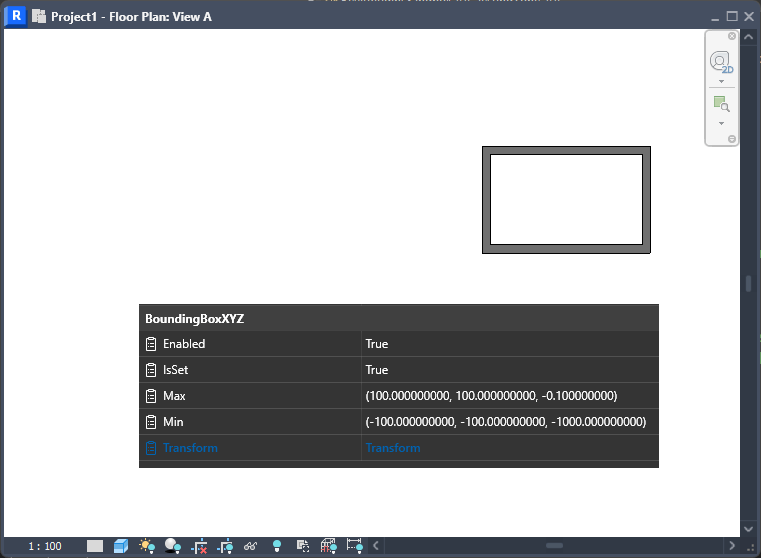 R Project1 - Floor Plan: View A
2D
BoundingBoxXYZ
Enabled True
IsSet True
Max (100.000000000, 100.000000000, -0.100000000)
Min (-100.000000000, -100.000000000, -1000.000000000)
Transform Transform
1 : 100